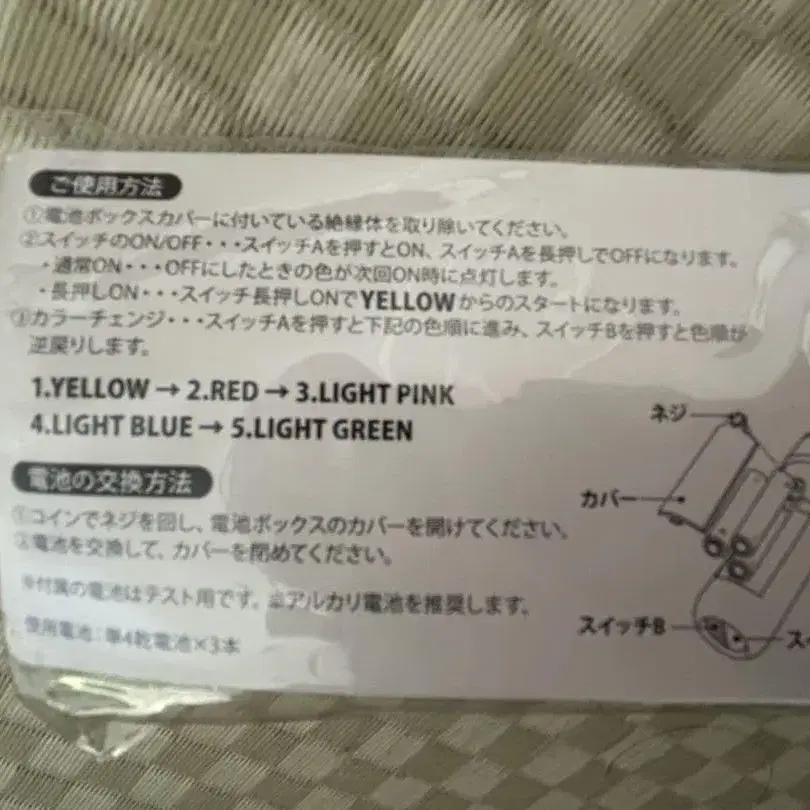 ご使用方法
①電池ボックスカバーに付いている絶縁体を取り除いてください。
②スイッチのON/OFF・・・スイッチAを押すとON、スイッチAを長押しでOFFになります。
・通常ON・・・OFFにしたときの色が次回ON時に点灯します。
・長押しON・・・スイッチ長押しONでYELLOWからのスタートになります。
③カラーチェンジ・・・スイッチAを押すと下記の色順に進み、スイッチBを押すと色順が
逆戻りします。
1.YELLOW → 2.RED → 3.LIGHT PINK
4.LIGHT BLUE → 5.LIGHT GREEN
電池の交換方法
①コインでネジを回し、電池ボックスのカバーを開けてください。
②電池を交換して、カバーを閉めてください。
※付属の電池はテスト用です。※アルカリ電池を推奨します。
使用電池：単4乾電池×3本
ネジ
カバー
スイッチB
ス